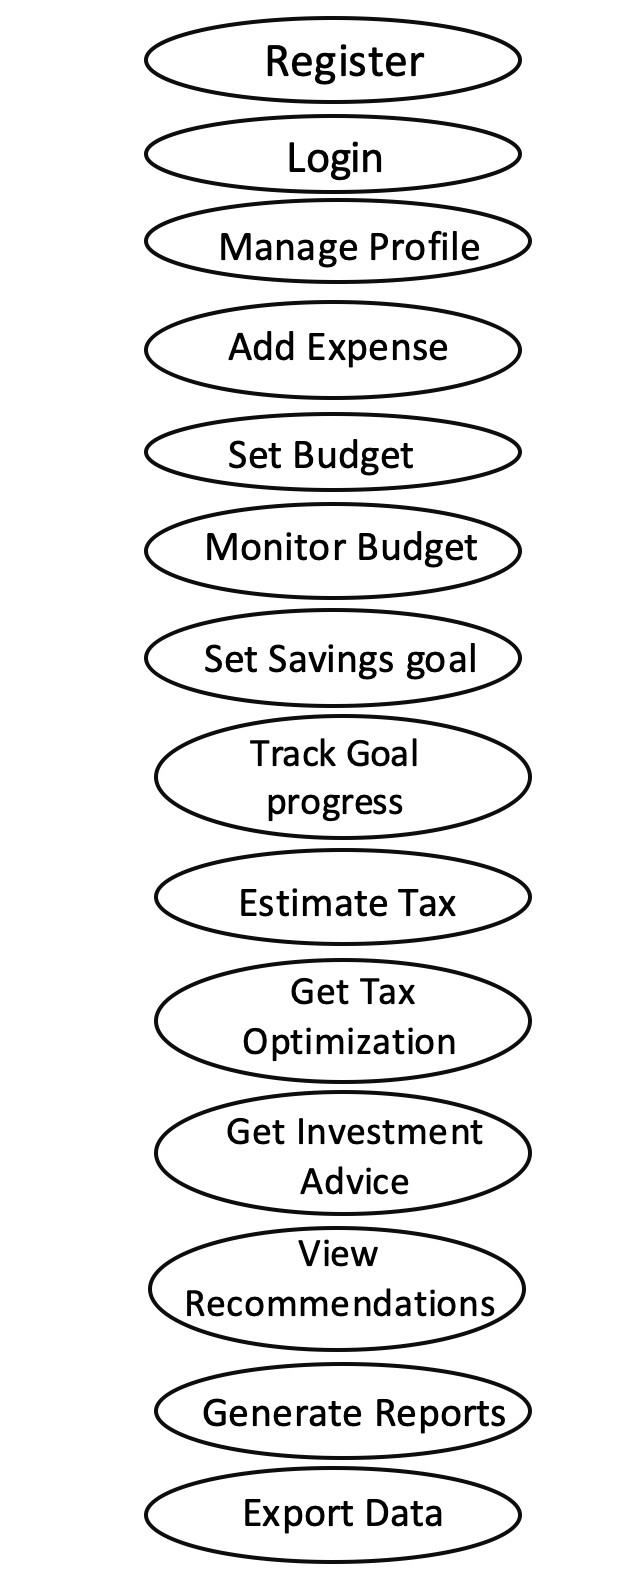 Register
Login
Manage Profile
Add Expense
Set Budget
Monitor Budget
Set Savings goal
Track Goal
progress
Estimate Tax
Get Tax
Optimization
Get Investment
Advice
View
Recommendations
Generate Reports
Export Data